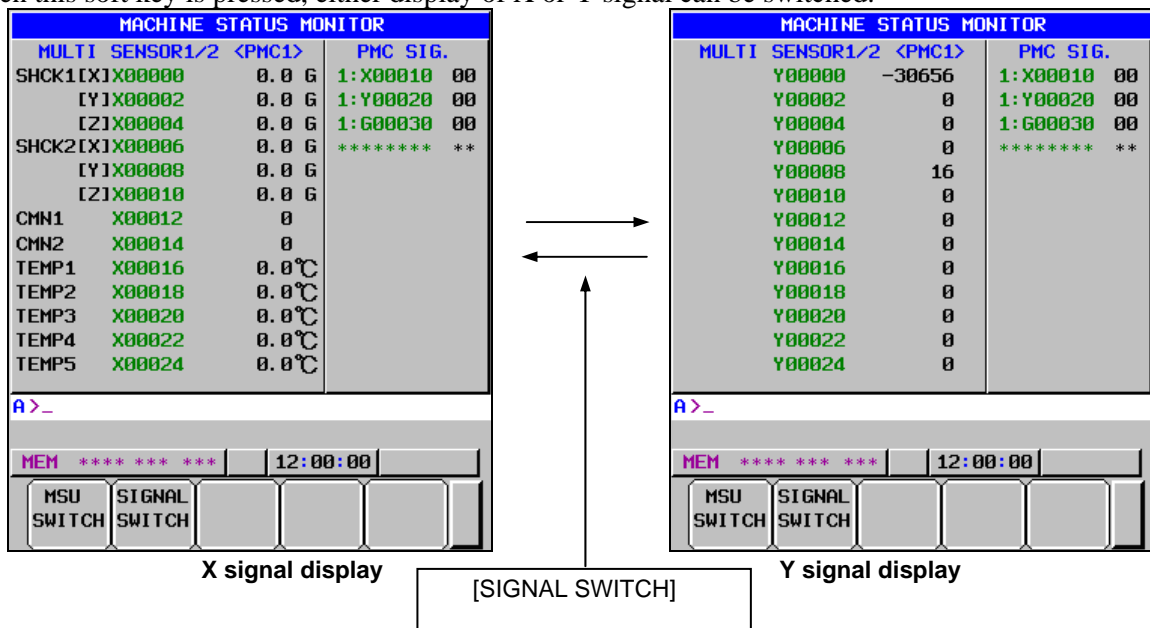 en this soft key is pressed, either display of X or Y signal can be switched.
MACHINE STATUS MONITOR
MULTI SENSOR1/2 <PMC1> PMC SIG.
SHCK1[X]X00000 0.0 G 1:X00010 00
[Y]X00002 0.0 G 1:Y00020 00
[Z]X00004 0.0 G 1:G00030 00
SHCK2[X]X00006 0.0 G ******** **
[Y]X00008 0.0 G
[Z]X00010 0.0 G
CMN1 X00012 0
CMN2 X00014 0
TEMP1 X00016 0.0℃
TEMP2 X00018 0.0℃
TEMP3 X00020 0.0℃
TEMP4 X00022 0.0℃
TEMP5 X00024 0.0℃
A>_
MEM **** *** *** 12:00:00
MSU SWITCH SIGNAL SWITCH
X signal display
MACHINE STATUS MONITOR
MULTI SENSOR1/2 <PMC1> PMC SIG.
Y00000 -30656 1:X00010 00
Y00002 0 1:Y00020 00
Y00004 0 1:G00030 00
Y00006 0 ******** **
Y00008 16
Y00010 0
Y00012 0
Y00014 0
Y00016 0
Y00018 0
Y00020 0
Y00022 0
Y00024 0
A>_
MEM **** *** *** 12:00:00
MSU SWITCH SIGNAL SWITCH
Y signal display
[SIGNAL SWITCH]